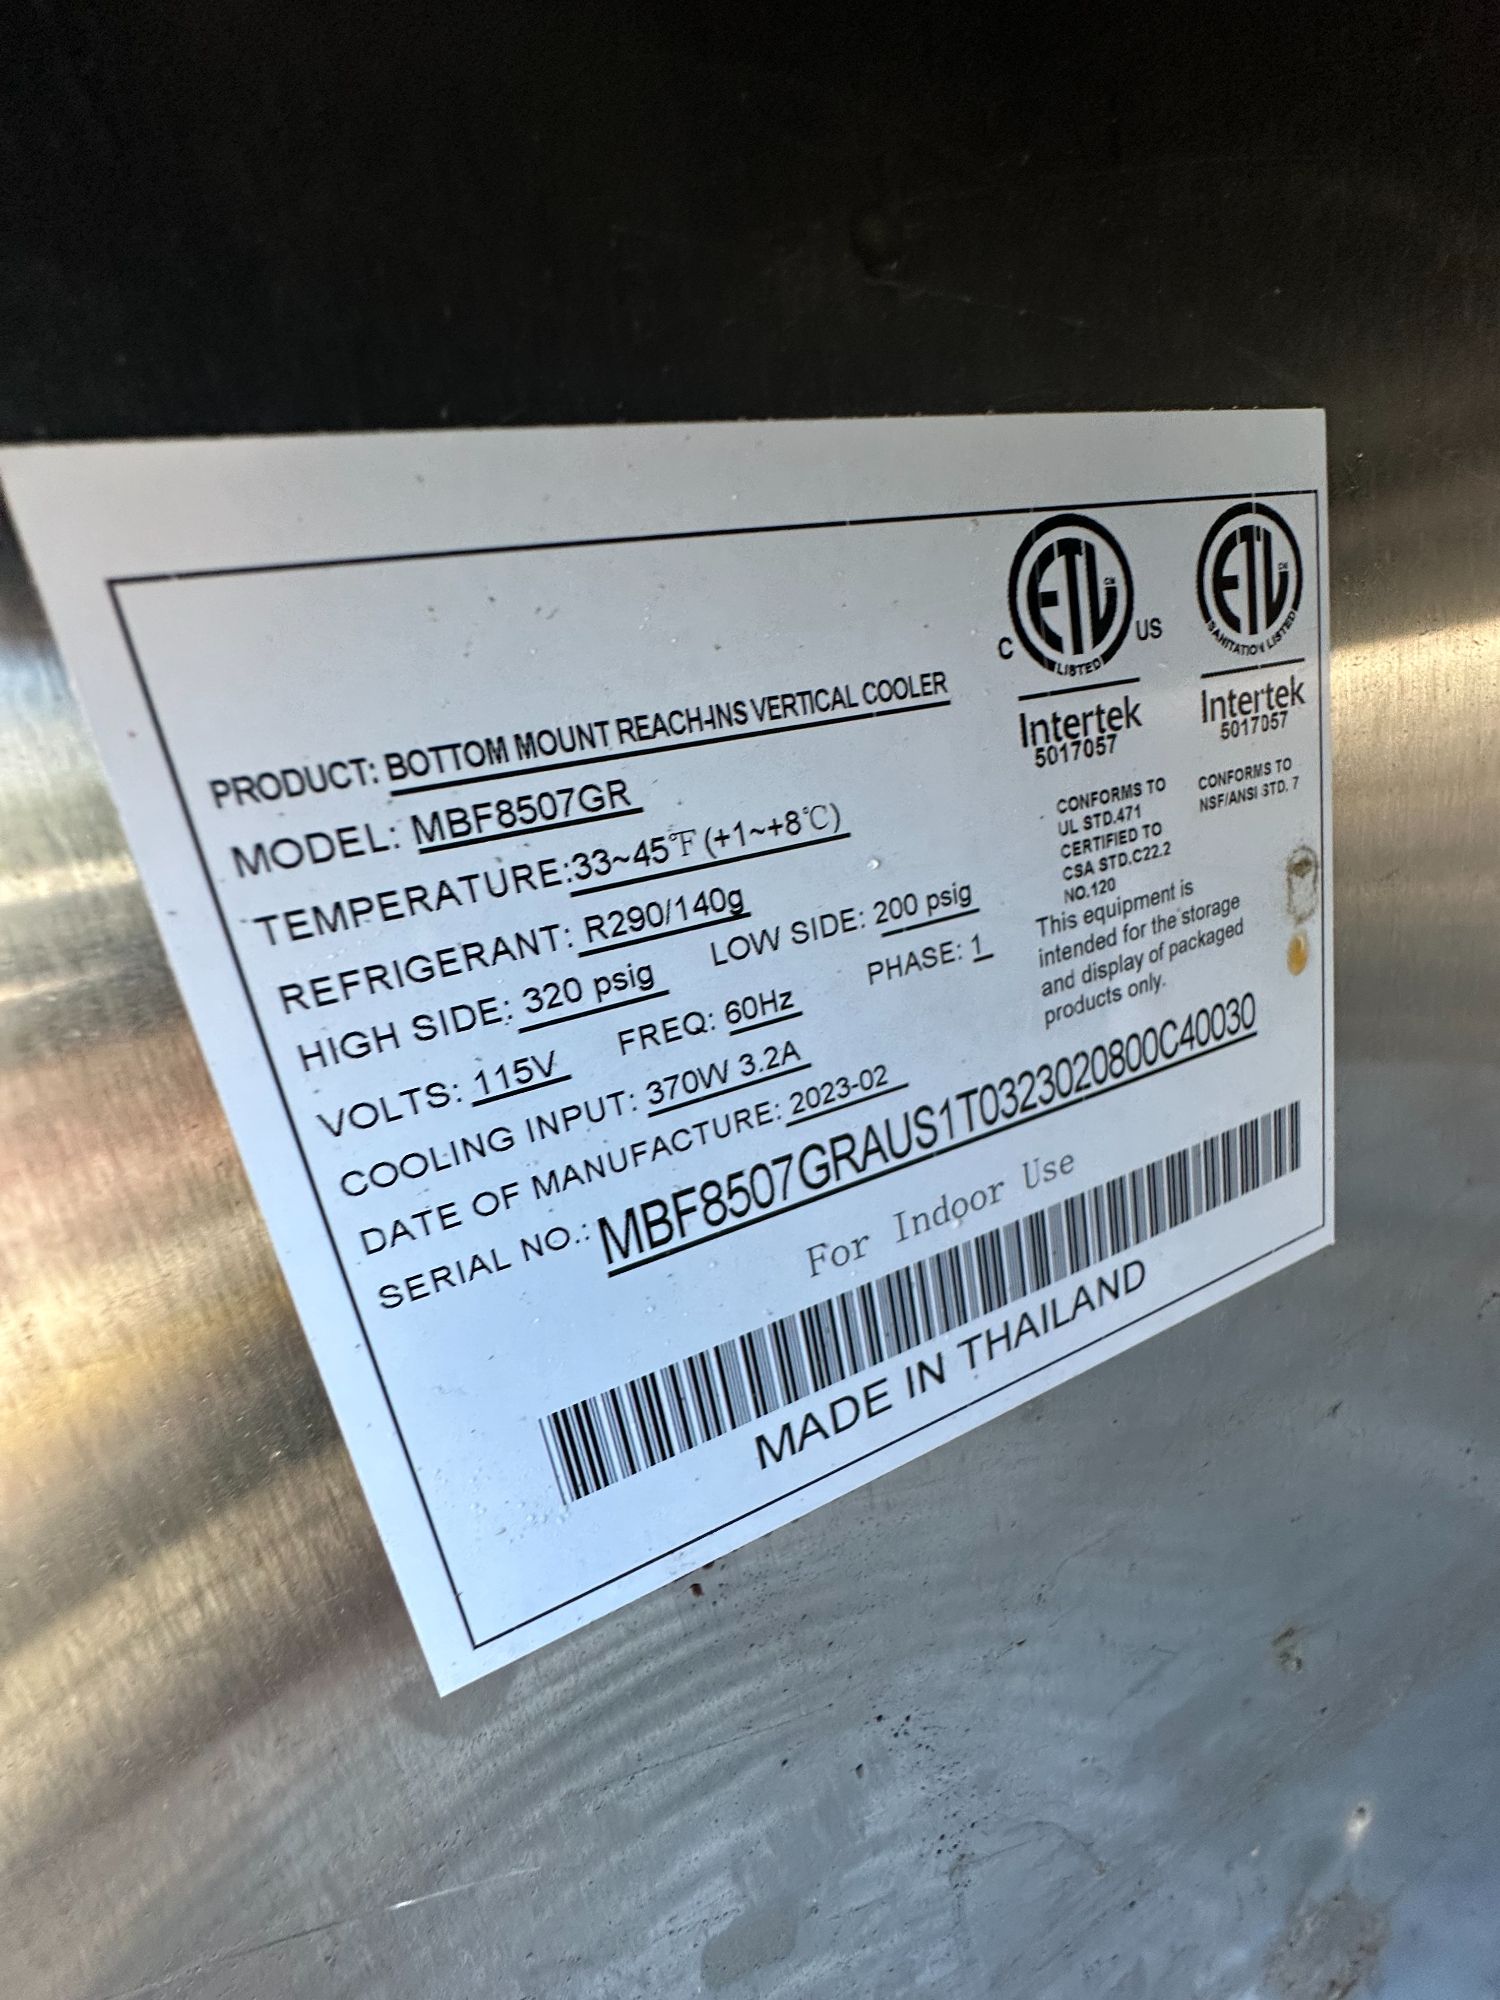 C ETL CM LISTED US
ETL CM SANITATION LISTED
Intertek
5017057
Intertek
5017057
CONFORMS TO
UL STD.471
CERTIFIED TO
CSA STD.C22.2
NO.120
CONFORMS TO
NSF/ANSI STD. 7
This equipment is
intended for the storage
and display of packaged
products only.
PRODUCT: BOTTOM MOUNT REACH-INS VERTICAL COOLER
MODEL: MBF8507GR
TEMPERATURE:33~45℉ (+1~+8℃)
REFRIGERANT: R290/140g
HIGH SIDE: 320 psig LOW SIDE: 200 psig
VOLTS: 115V FREQ: 60Hz PHASE: 1
COOLING INPUT: 370W 3.2A
DATE OF MANUFACTURE: 2023-02
SERIAL NO.: MBF8507GRAUS1T0323020800C40030
For Indoor Use
MADE IN THAILAND